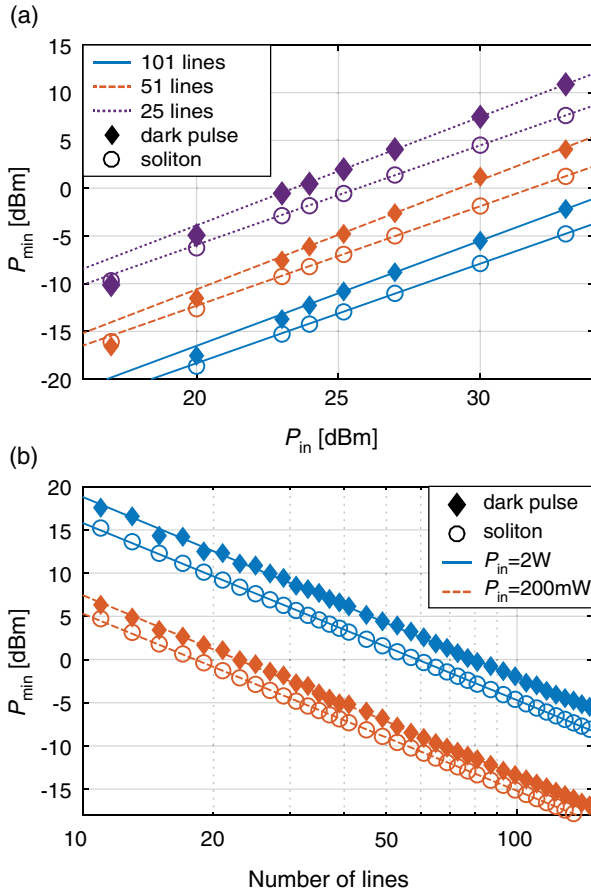 (a)
15
10
5
0
-5
-10
-15
-20
P_min [dBm]
101 lines
51 lines
25 lines
dark pulse
soliton
20
25
30
P_in [dBm]
(b)
20
15
10
5
0
-5
-10
-15
P_min [dBm]
dark pulse
soliton
P_in=2W
P_in=200mW
10
20
50
100
Number of lines